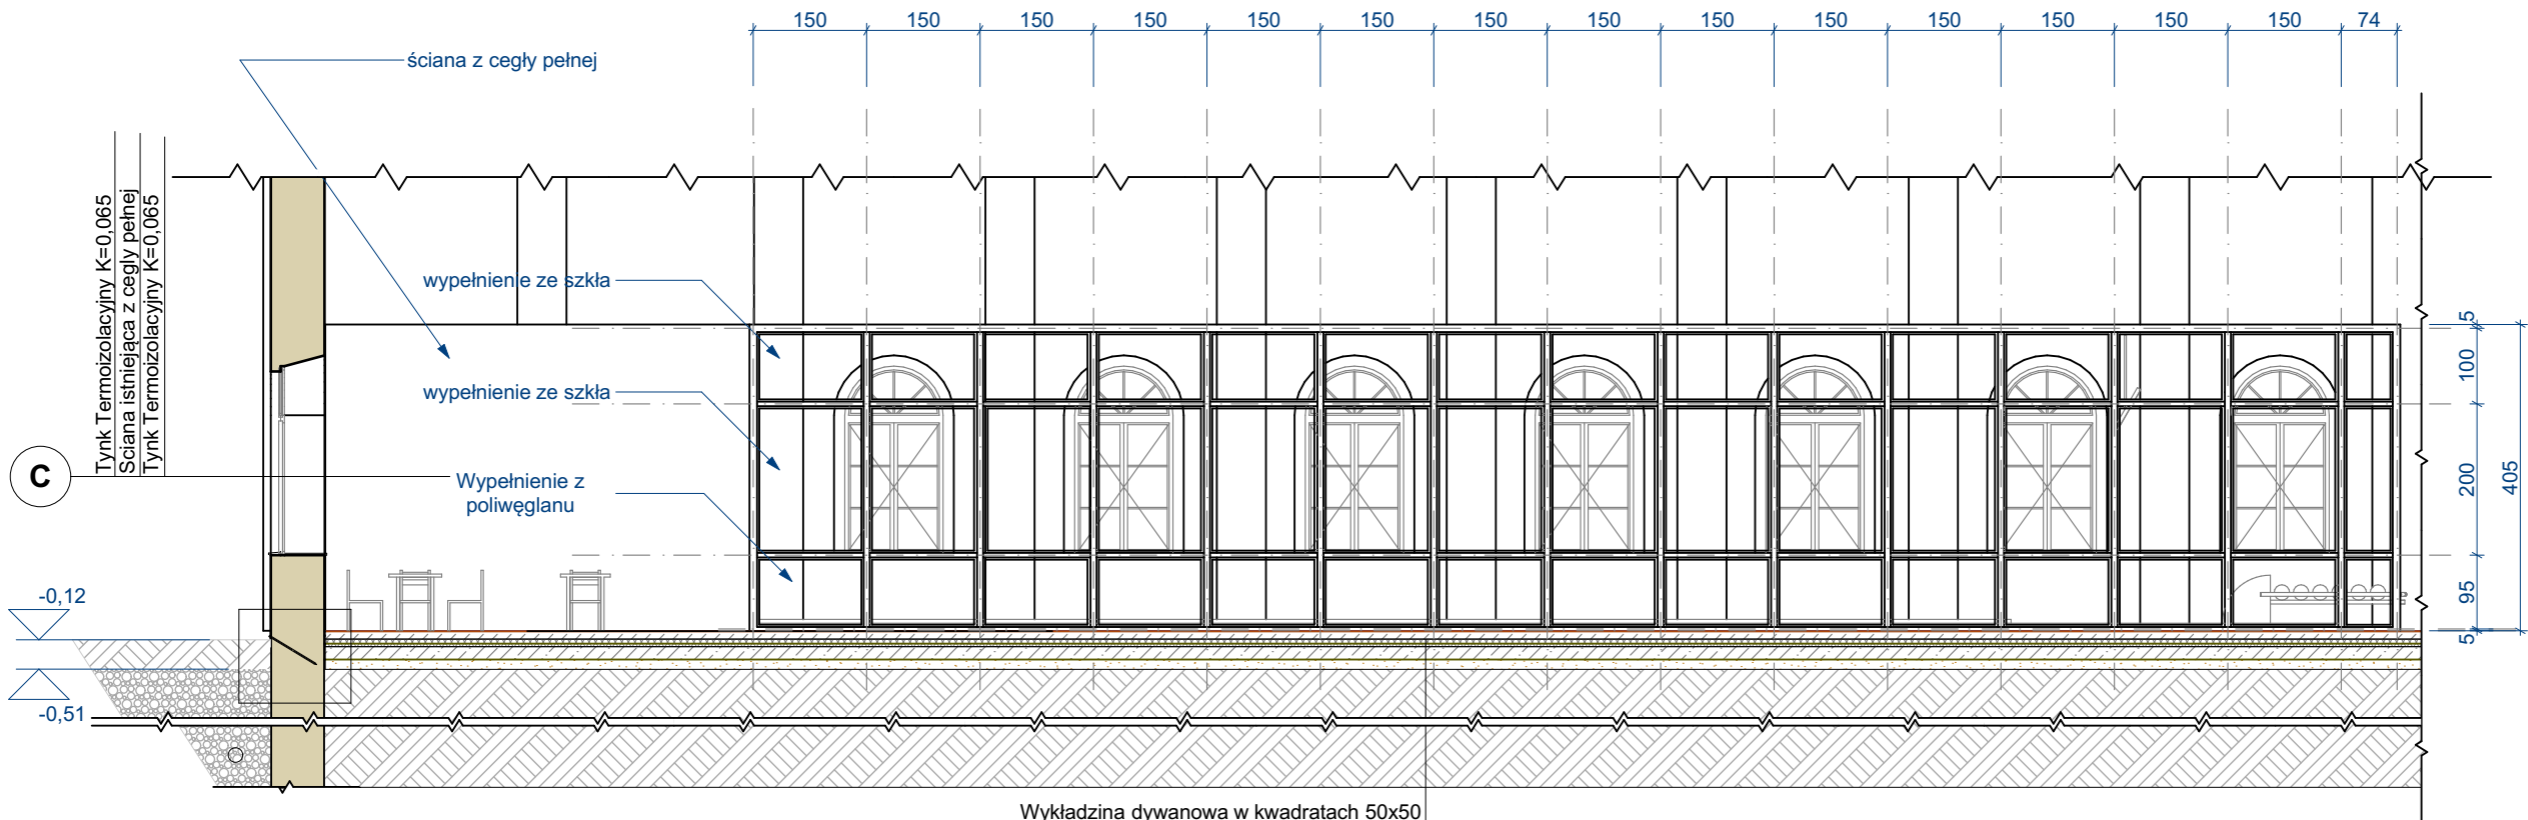 150 150 150 150 150 150 150 150 150 150 150 150 150 150 74
ściana z cegły pełnej
Tynk Termoizolacyjny K=0,065
Sciana istniejąca z cegly pełnej
Tynk Termoizolacyjny K=0,065
wypełnienie ze szkła
wypełnienie ze szkła
Wypełnienie z
poliwęglanu
C
5
100
200
95
5
405
-0,12
-0,51
Wykładzina dywanowa w kwadratach 50x50